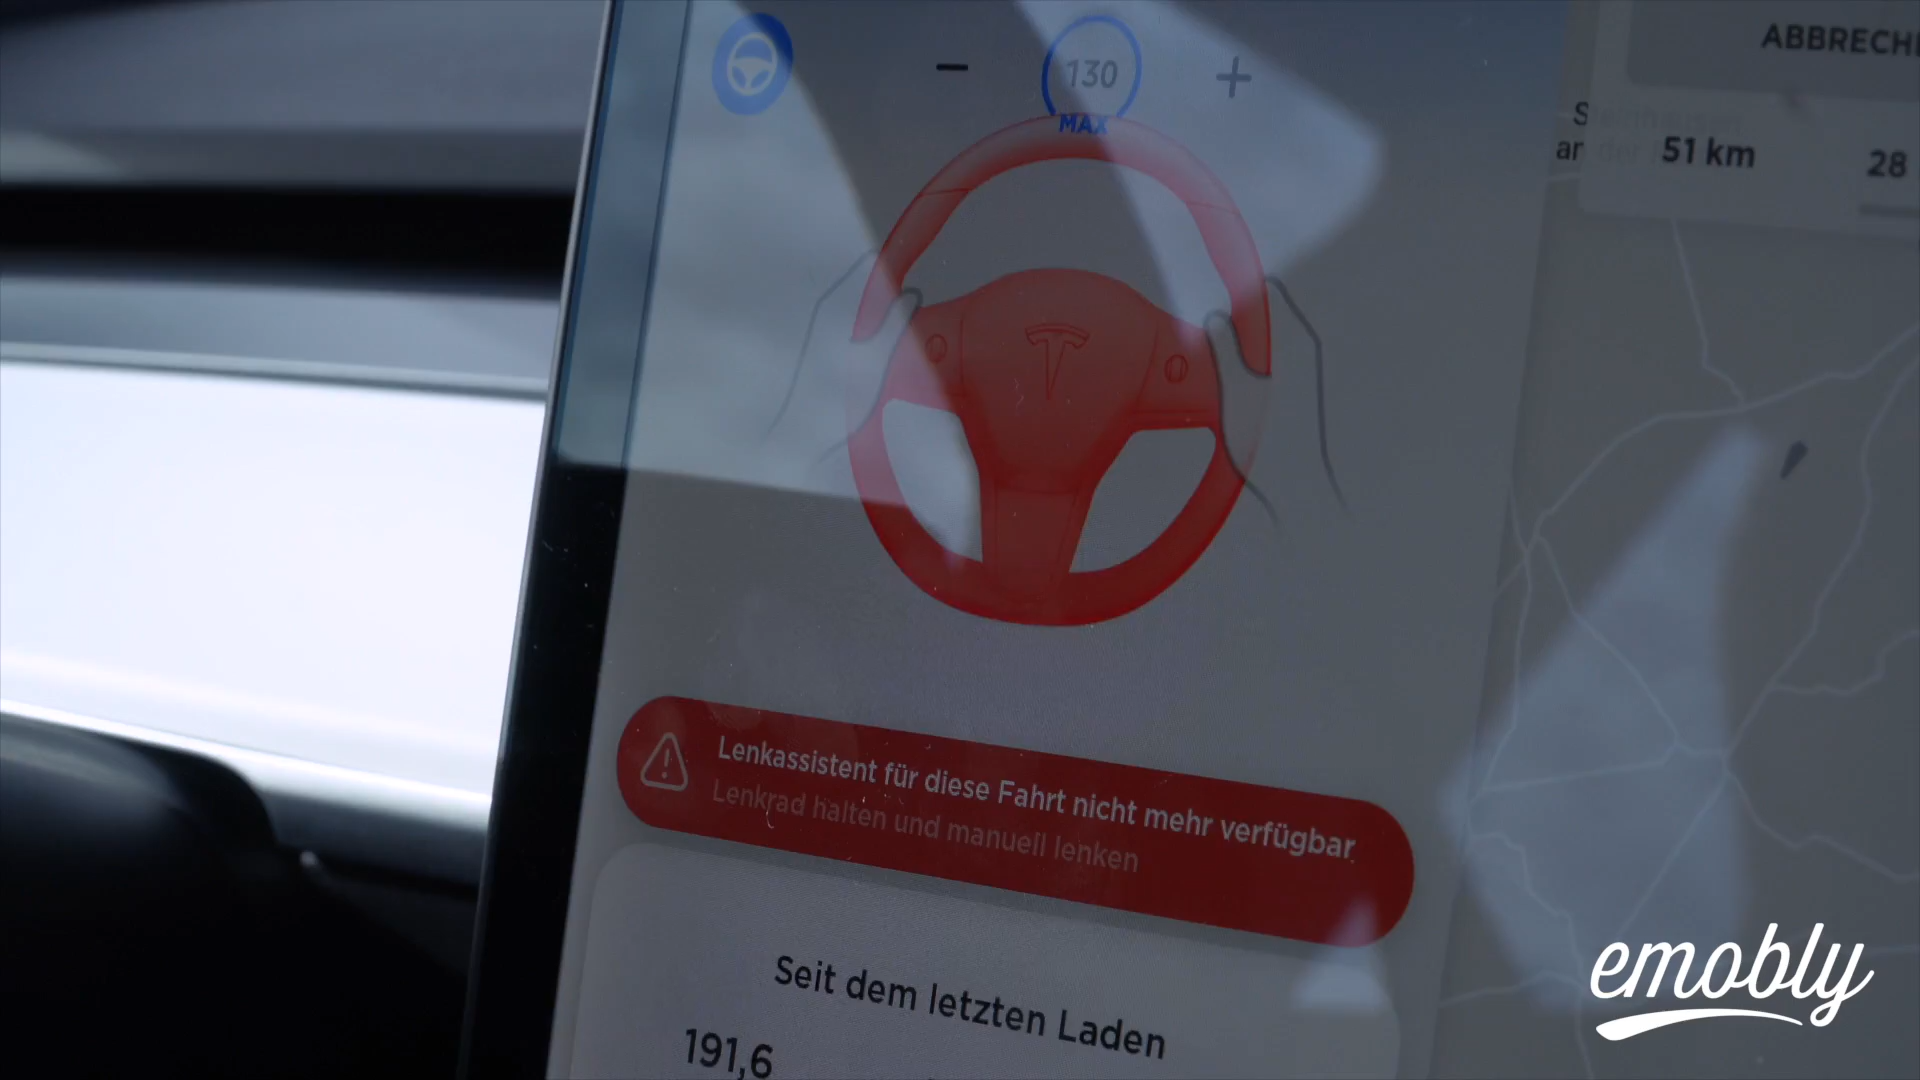 130
MAX
ABBRECHE
51 km
28
Lenkassistent für diese Fahrt nicht mehr verfügbar
Lenkrad halten und manuell lenken
Seit dem letzten Laden
191,6
emobly